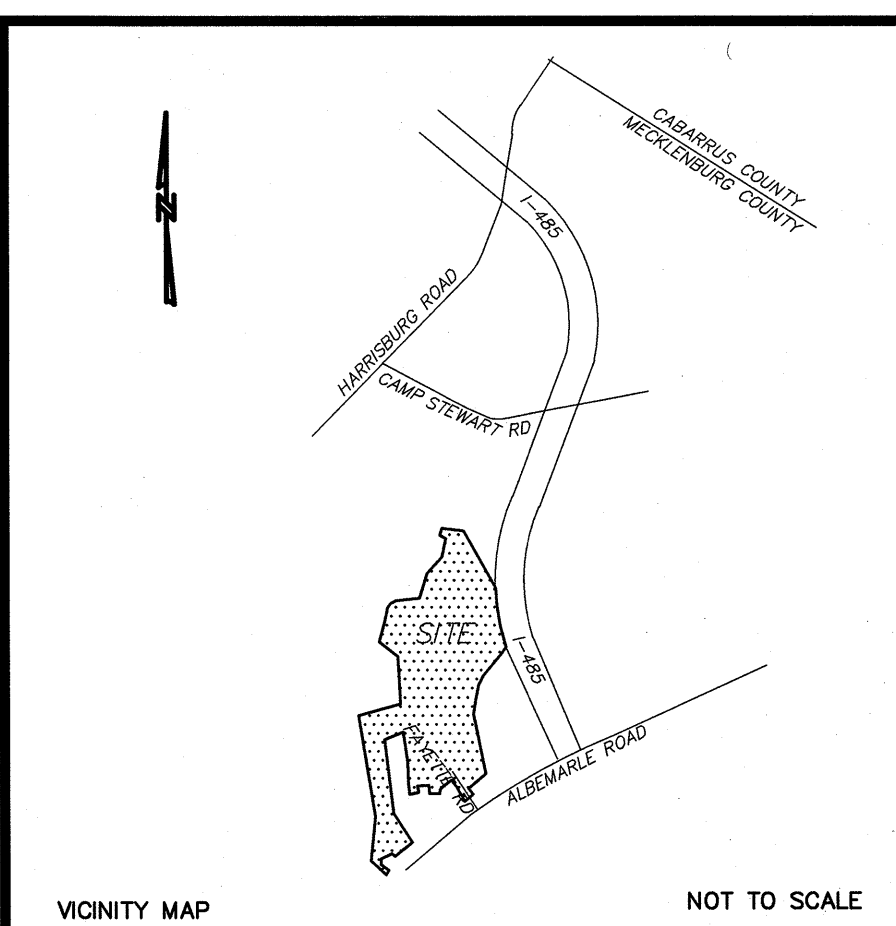 CABARRUS COUNTY
MECKLENBURG COUNTY
N
I-485
HARRISBURG ROAD
CAMP STEWART RD
SITE
I-485
FAYETTE RD
ALBEMARLE ROAD
VICINITY MAP
NOT TO SCALE